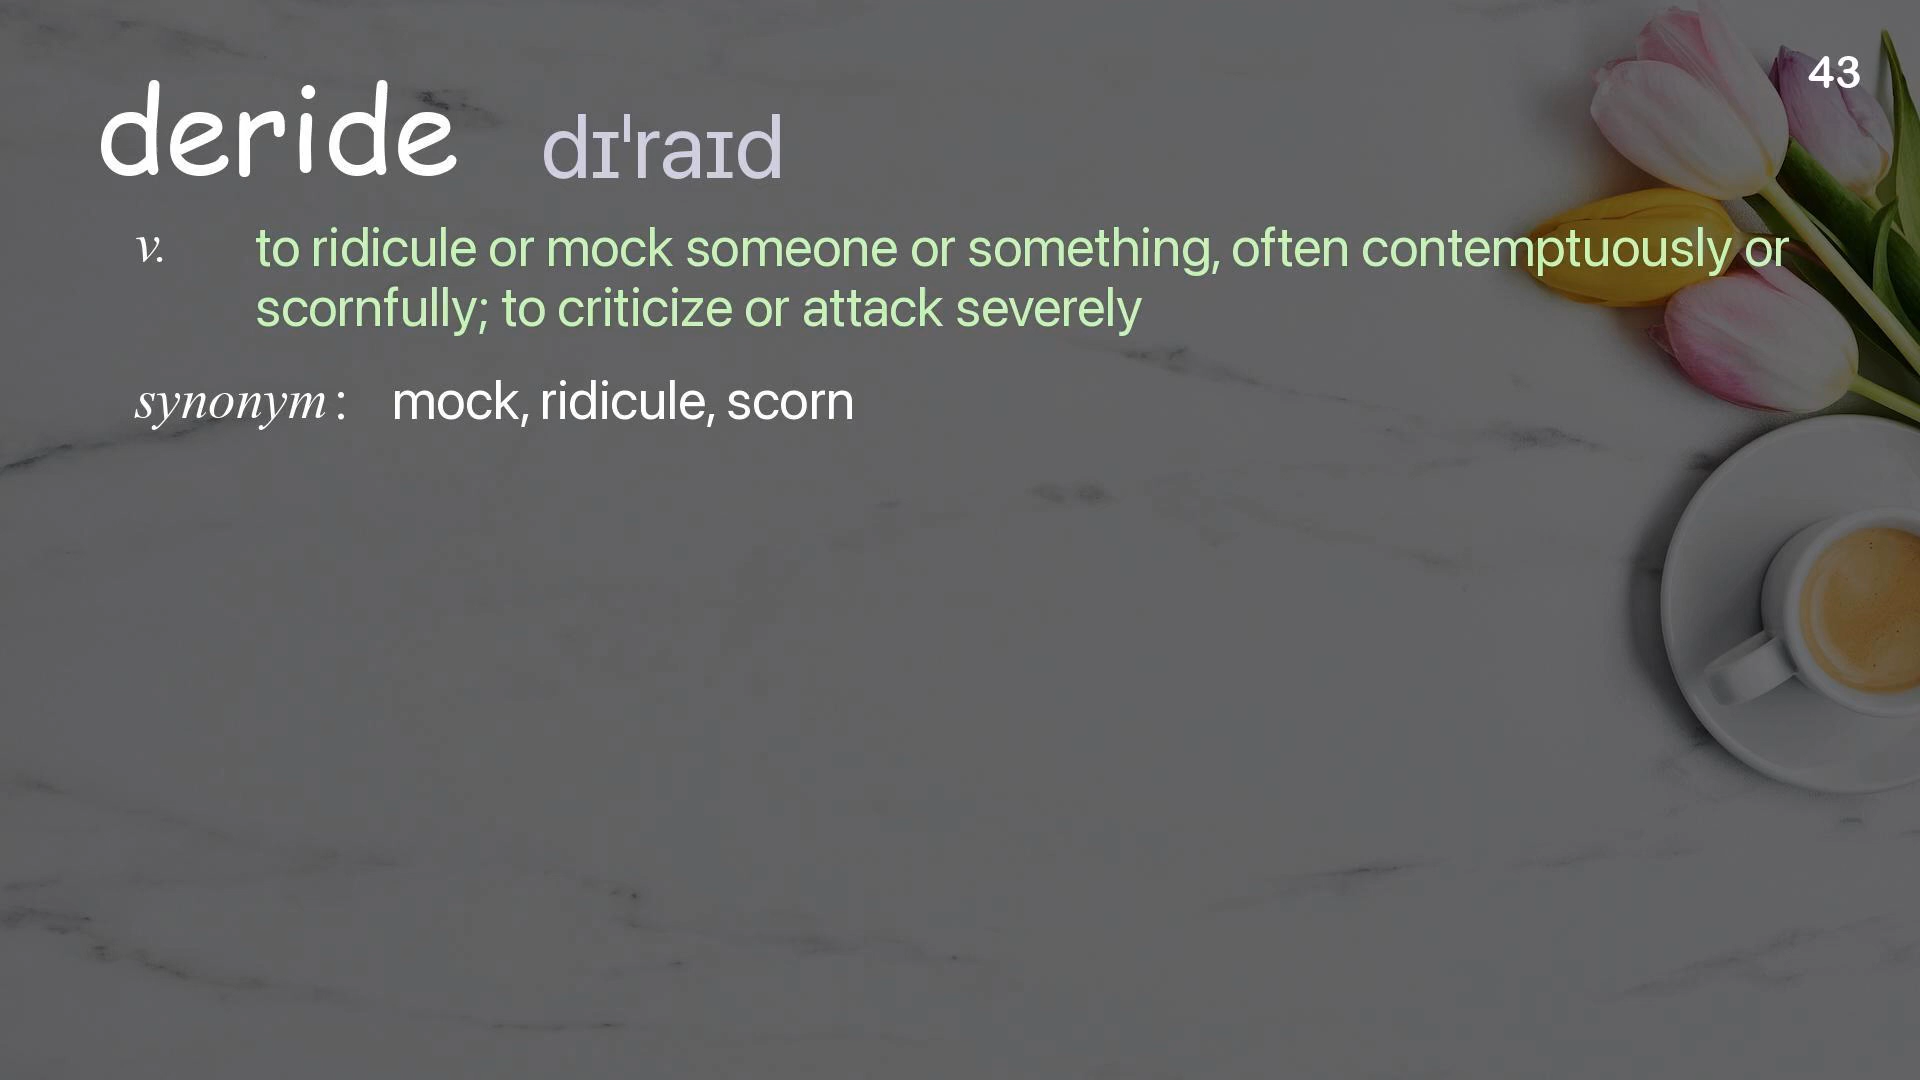 43
deride dɪˈraɪd
v. to ridicule or mock someone or something, often contemptuously or
scornfully; to criticize or attack severely
synonym : mock, ridicule, scorn